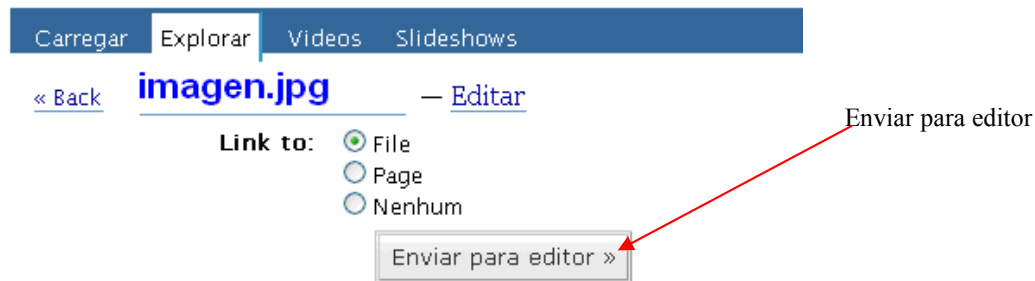 Carregar Explorar Videos Slideshows
« Back imagen.jpg — Editar
Enviar para editor
Link to: File
Page
Nenhum
Enviar para editor »